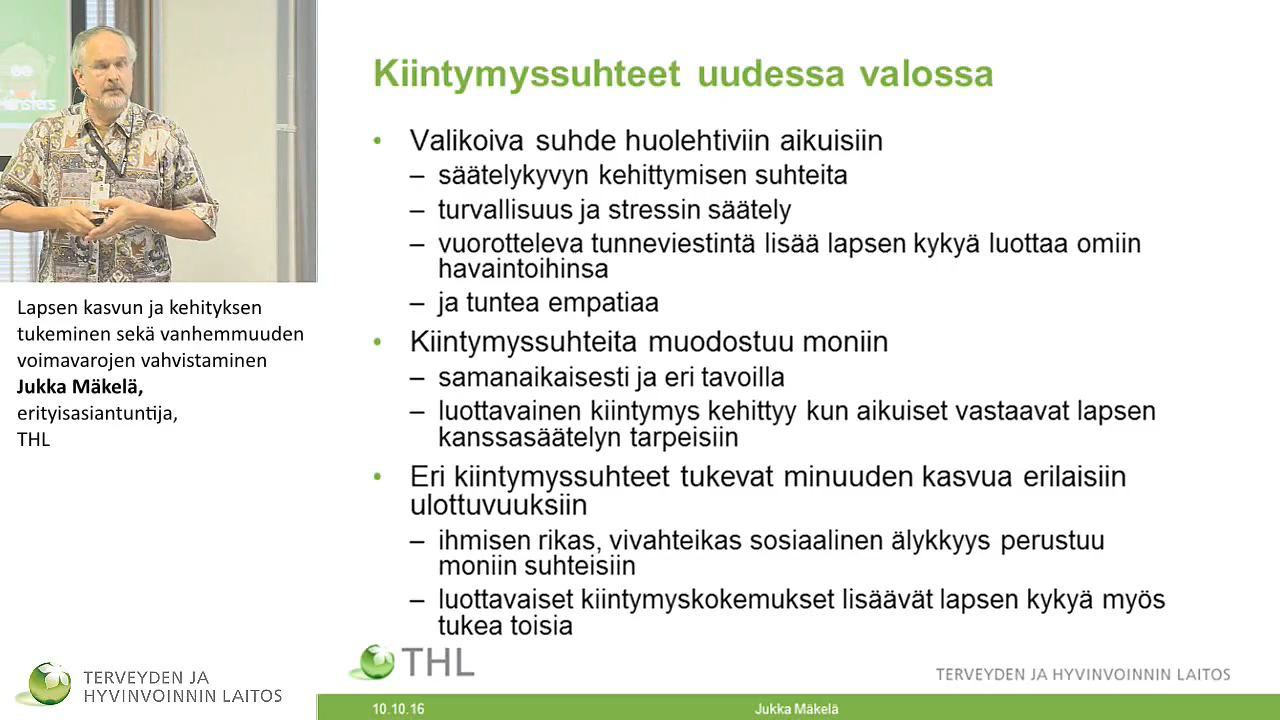 Monsters
Lapsen kasvun ja kehityksen
tukeminen sekä vanhemmuuden
voimavarojen vahvistaminen
Jukka Mäkelä,
erityisasiantuntija,
THL
TERVEYDEN JA
HYVINVOINNIN LAITOS
Kiintymyssuhteet uudessa valossa
• Valikoiva suhde huolehtiviin aikuisiin
– säätelykyvyn kehittymisen suhteita
– turvallisuus ja stressin säätely
– vuorotteleva tunneviestintä lisää lapsen kykyä luottaa omiin
havaintoihinsa
– ja tuntea empatiaa
• Kiintymyssuhteita muodostuu moniin
– samanaikaisesti ja eri tavoilla
– luottavainen kiintymys kehittyy kun aikuiset vastaavat lapsen
kanssasäätelyn tarpeisiin
• Eri kiintymyssuhteet tukevat minuuden kasvua erilaisiin
ulottuvuuksiin
– ihmisen rikas, vivahteikas sosiaalinen älykkyys perustuu
moniin suhteisiin
– luottavaiset kiintymyskokemukset lisäävät lapsen kykyä myös
tukea toisia
THL
TERVEYDEN JA HYVINVOINNIN LAITOS
10.10.16
Jukka Mäkelä